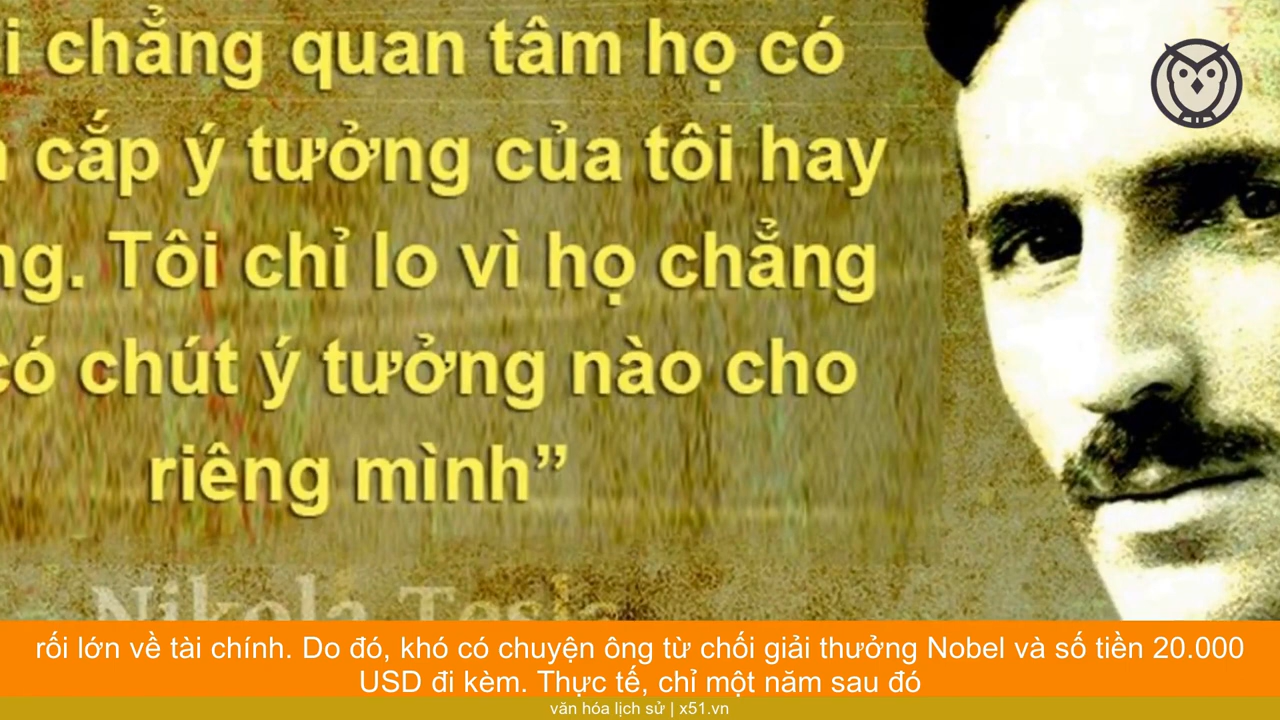 i chẳng quan tâm họ có
cắp ý tưởng của tôi hay
ng. Tôi chỉ lo vì họ chẳng
có chút ý tưởng nào cho
riêng mình”
Nikola Tesla
rối lớn về tài chính. Do đó, khó có chuyện ông từ chối giải thưởng Nobel và số tiền 20.000
USD đi kèm. Thực tế, chỉ một năm sau đó
văn hóa lịch sử | x51.vn